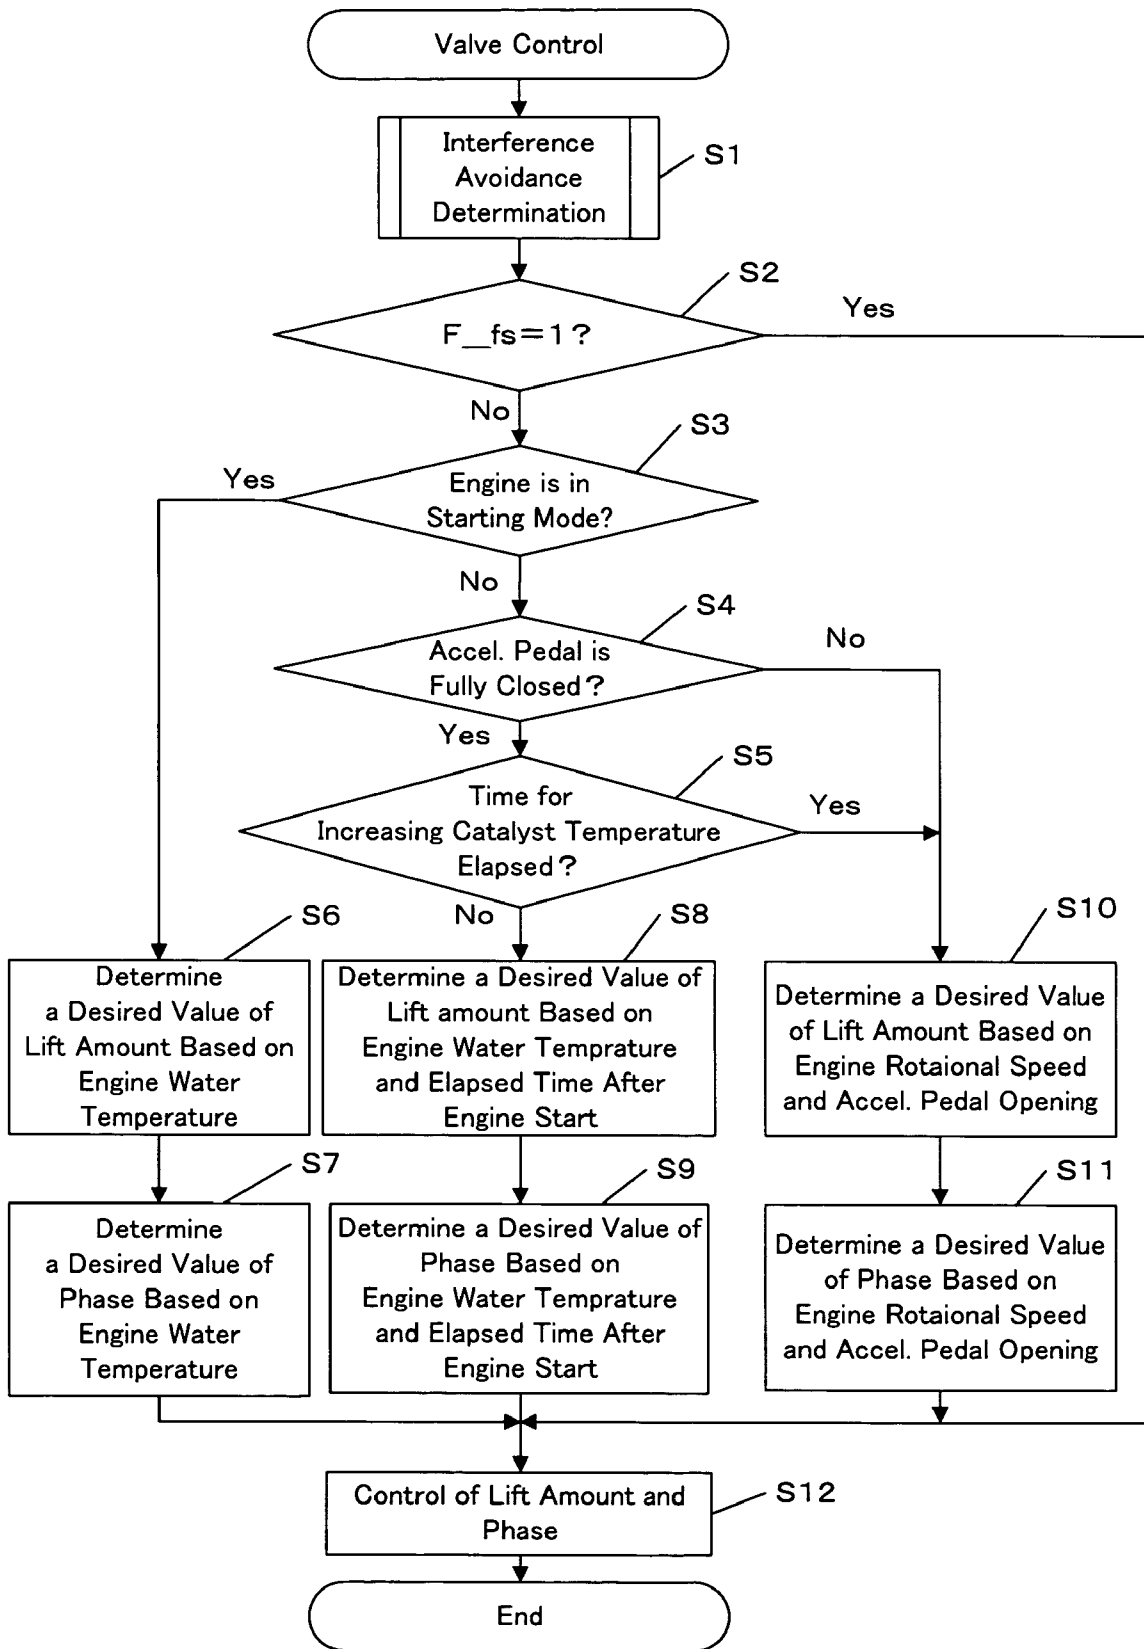 Valve Control
Interference
Avoidance
Determination
S1
S2
F__fs=1?
Yes
No
S3
Yes
Engine is in
Starting Mode?
No
S4
Accel. Pedal is
Fully Closed?
No
Yes
S5
Time for
Increasing Catalyst Temperature
Elapsed?
Yes
No
S6
Determine
a Desired Value of
Lift Amount Based on
Engine Water
Temperature
S8
Determine a Desired Value of
Lift amount Based on
Engine Water Temprature
and Elapsed Time After
Engine Start
S10
Determine a Desired Value
of Lift Amount Based on
Engine Rotaional Speed
and Accel. Pedal Opening
S7
Determine
a Desired Value of
Phase Based on
Engine Water
Temperature
S9
Determine a Desired Value of
Phase Based on
Engine Water Temprature
and Elapsed Time After
Engine Start
S11
Determine a Desired Value
of Phase Based on
Engine Rotaional Speed
and Accel. Pedal Opening
Control of Lift Amount and
Phase
S12
End